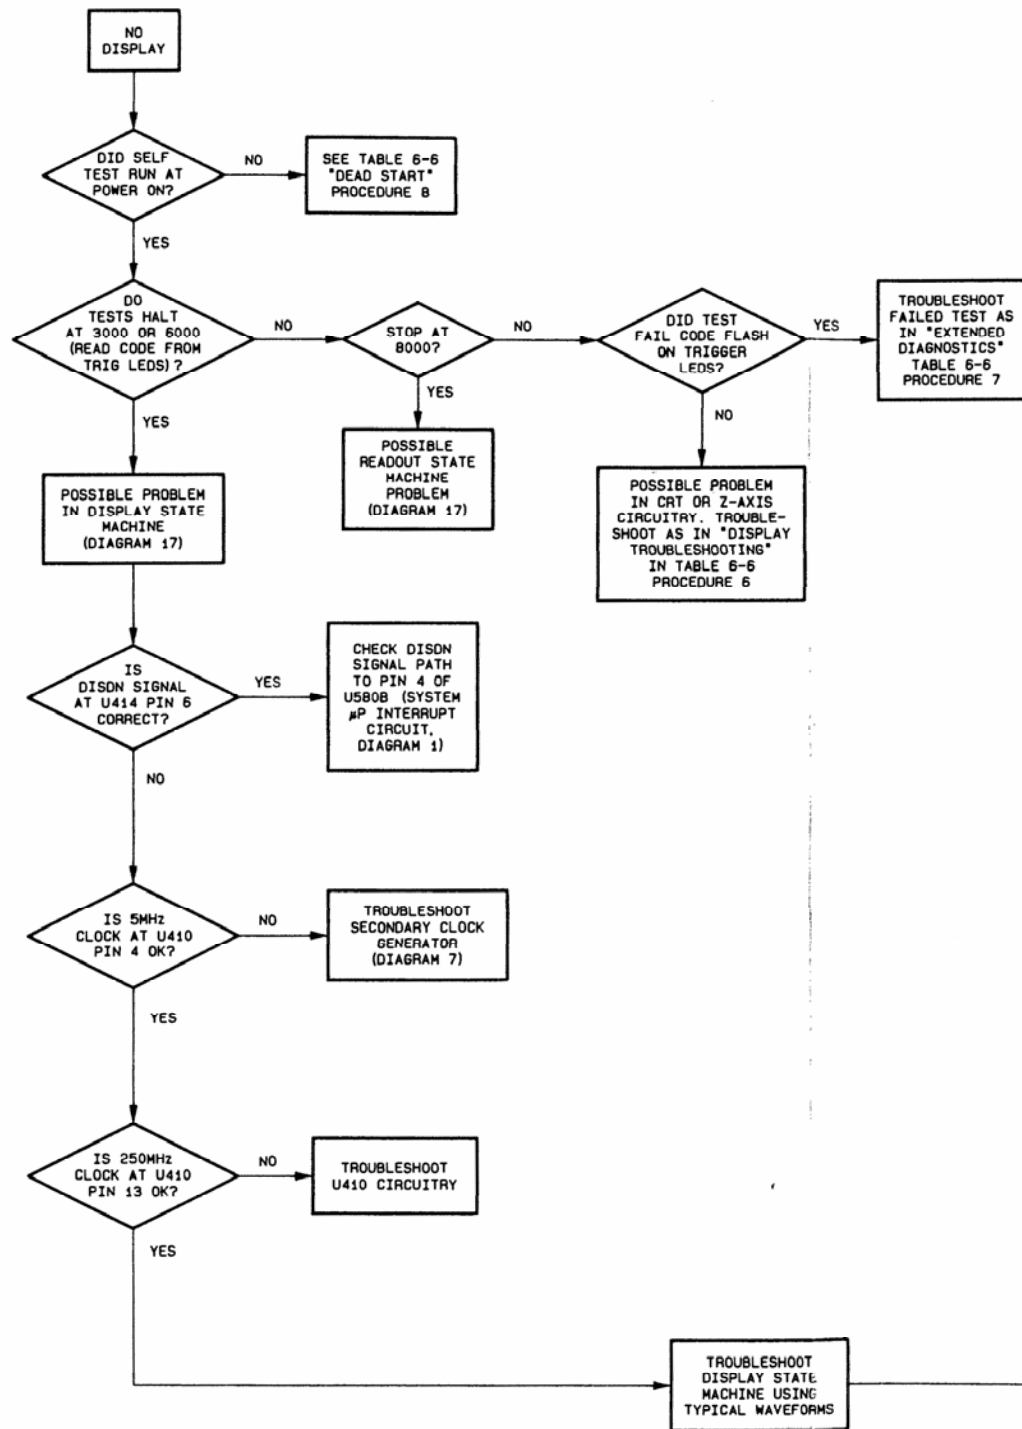 NO
DISPLAY
DID SELF
TEST RUN AT
POWER ON?
NO
SEE TABLE 6-6
"DEAD START"
PROCEDURE 8
YES
DO
TESTS HALT
AT 3000 OR 6000
(READ CODE FROM
TRIG LEDS)?
NO
STOP AT
8000?
NO
DID TEST
FAIL CODE FLASH
ON TRIGGER
LEDS?
YES
TROUBLESHOOT
FAILED TEST AS
IN "EXTENDED
DIAGNOSTICS"
TABLE 6-6
PROCEDURE 7
YES
YES
NO
POSSIBLE PROBLEM
IN DISPLAY STATE
MACHINE
(DIAGRAM 17)
POSSIBLE
READOUT STATE
MACHINE
PROBLEM
(DIAGRAM 17)
POSSIBLE PROBLEM
IN CRT OR Z-AXIS
CIRCUITRY. TROUBLE-
SHOOT AS IN "DISPLAY
TROUBLESHOOTING"
IN TABLE 6-6
PROCEDURE 6
IS
DISDN SIGNAL
AT U414 PIN 6
CORRECT?
YES
CHECK DISDN
SIGNAL PATH
TO PIN 4 OF
U580B (SYSTEM
µP INTERRUPT
CIRCUIT,
DIAGRAM 1)
NO
IS 5MHz
CLOCK AT U410
PIN 4 OK?
NO
TROUBLESHOOT
SECONDARY CLOCK
GENERATOR
(DIAGRAM 7)
YES
IS 250MHz
CLOCK AT U410
PIN 13 OK?
NO
TROUBLESHOOT
U410 CIRCUITRY
YES
TROUBLESHOOT
DISPLAY STATE
MACHINE USING
TYPICAL WAVEFORMS